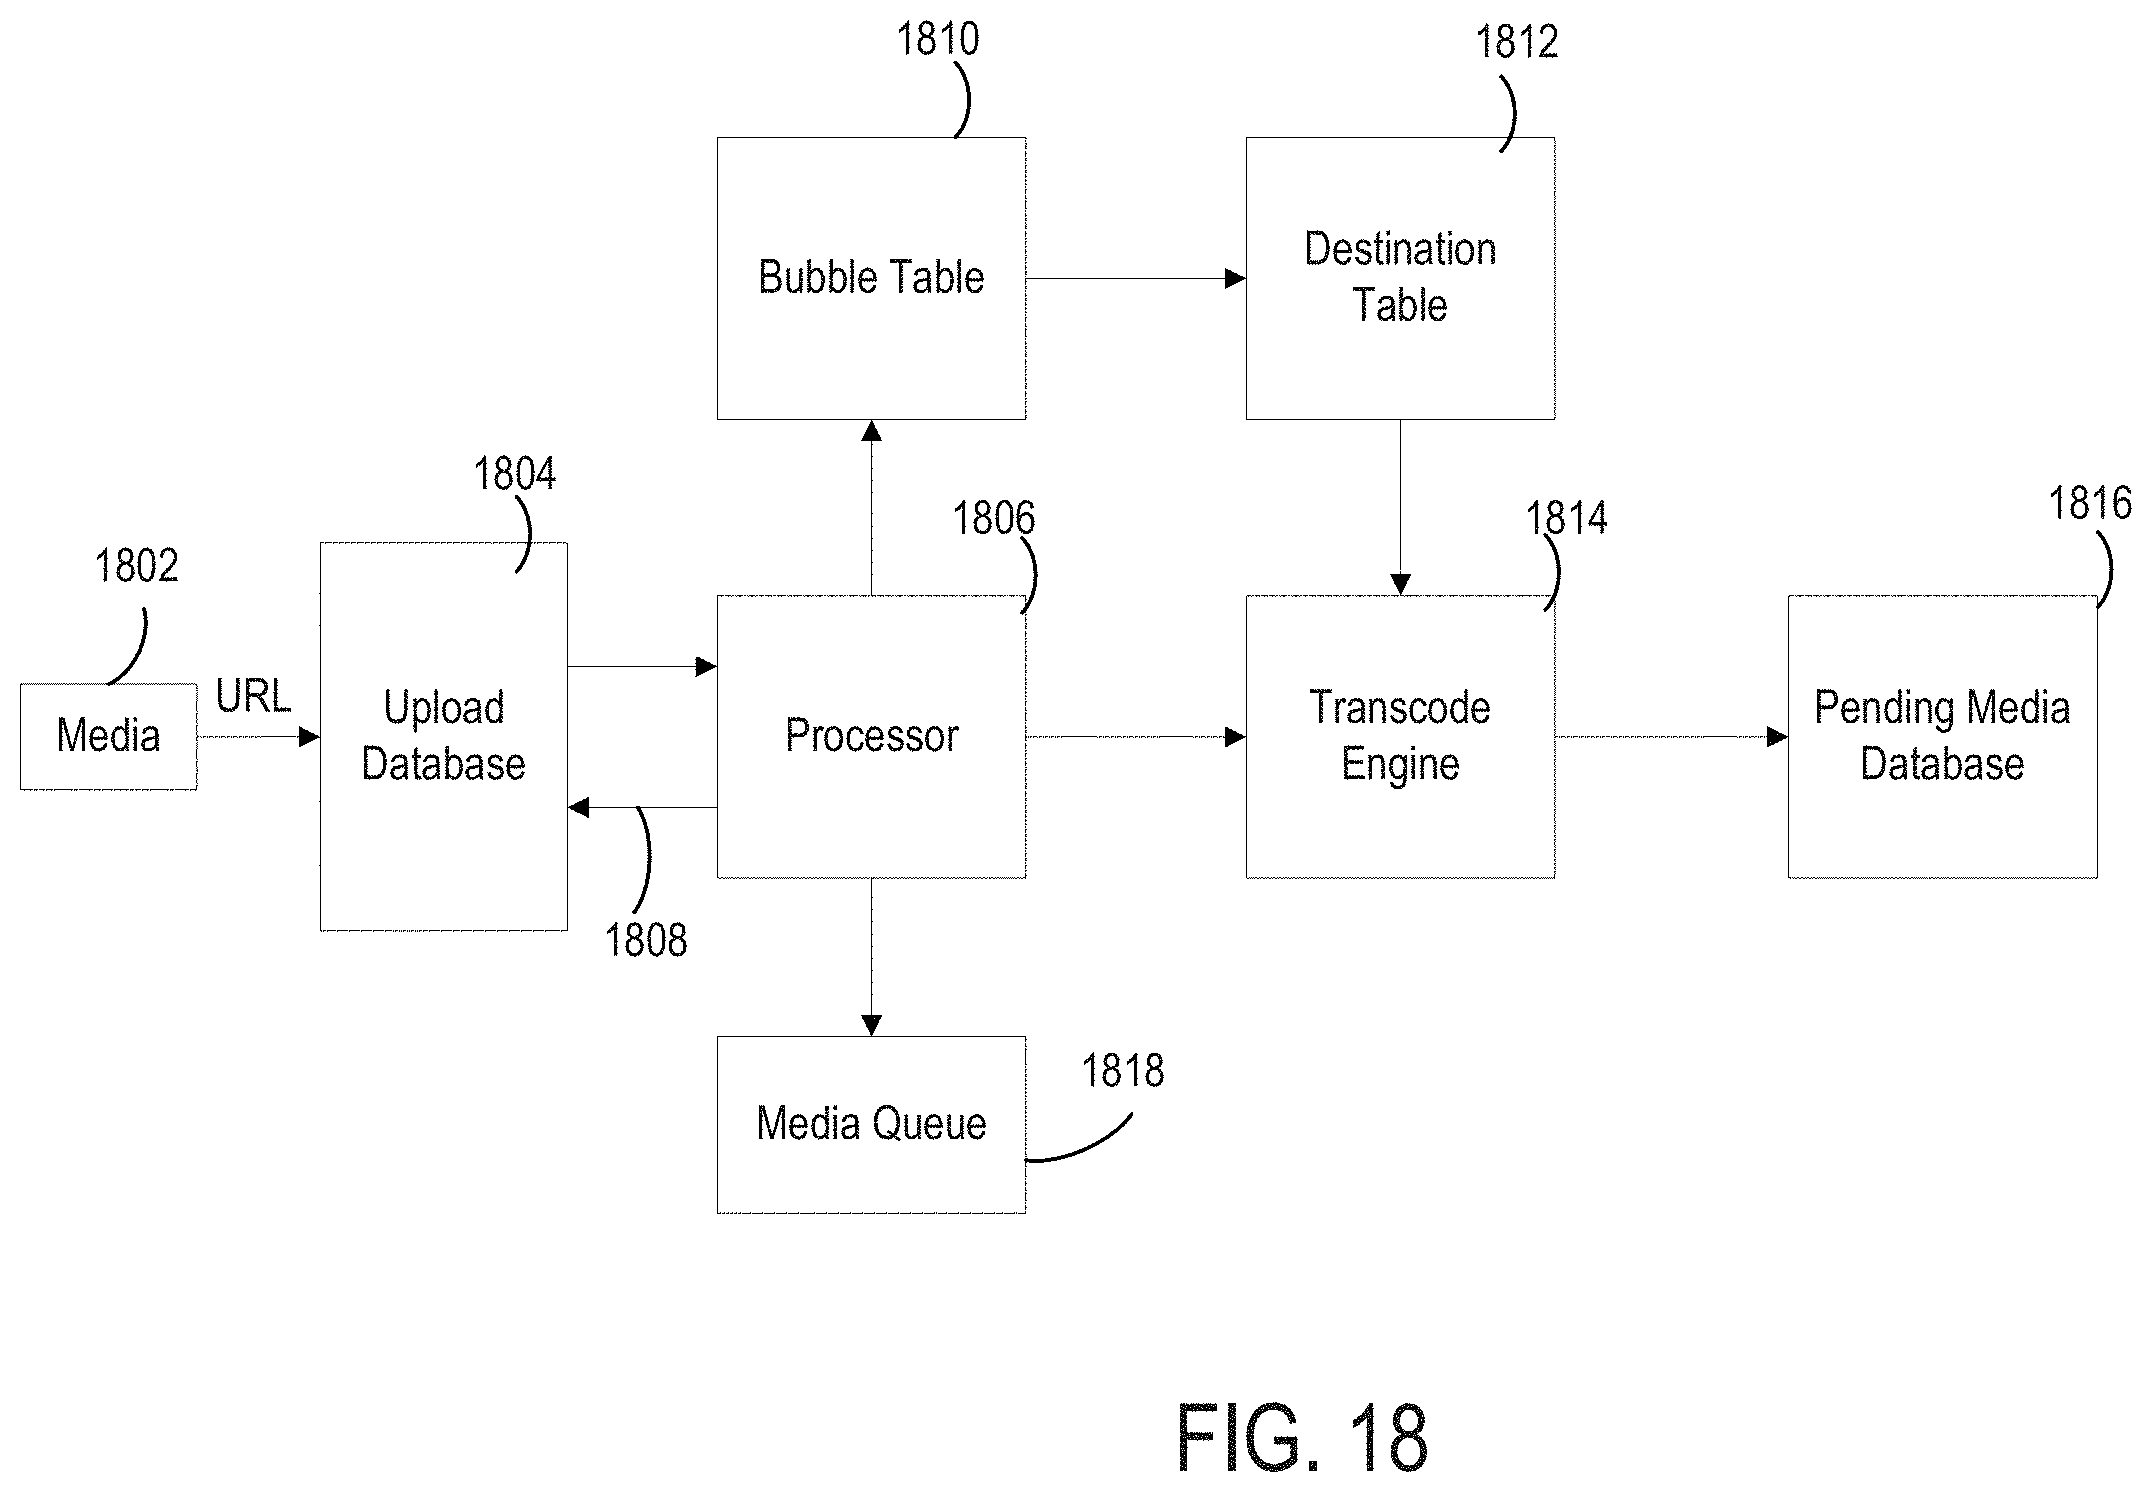 1810
1812
Bubble Table
Destination
Table
1804
1806
1814
1816
1802
URL
Media
Upload
Database
Processor
Transcode
Engine
Pending Media
Database
1808
1818
Media Queue
FIG. 18